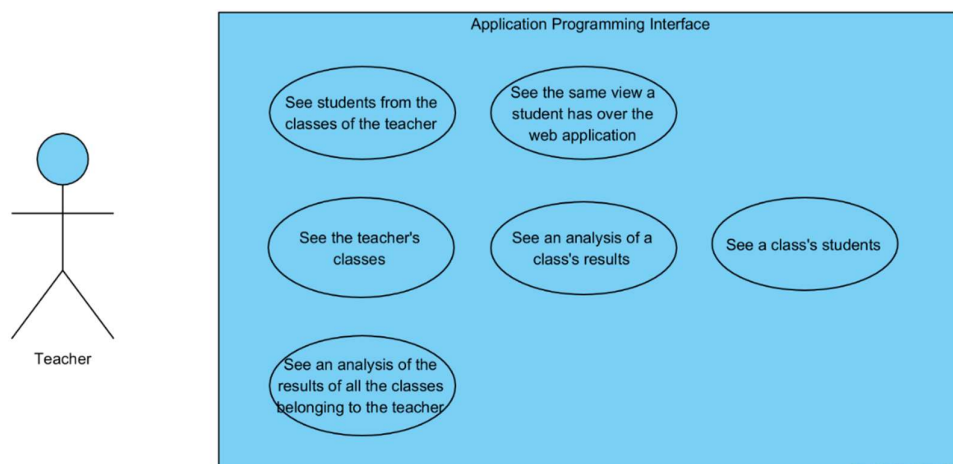 Application Programming Interface
See students from the
classes of the teacher
See the same view a
student has over the
web application
See the teacher's
classes
See an analysis of a
class's results
See a class's students
See an analysis of the
results of all the classes
belonging to the teacher
Teacher